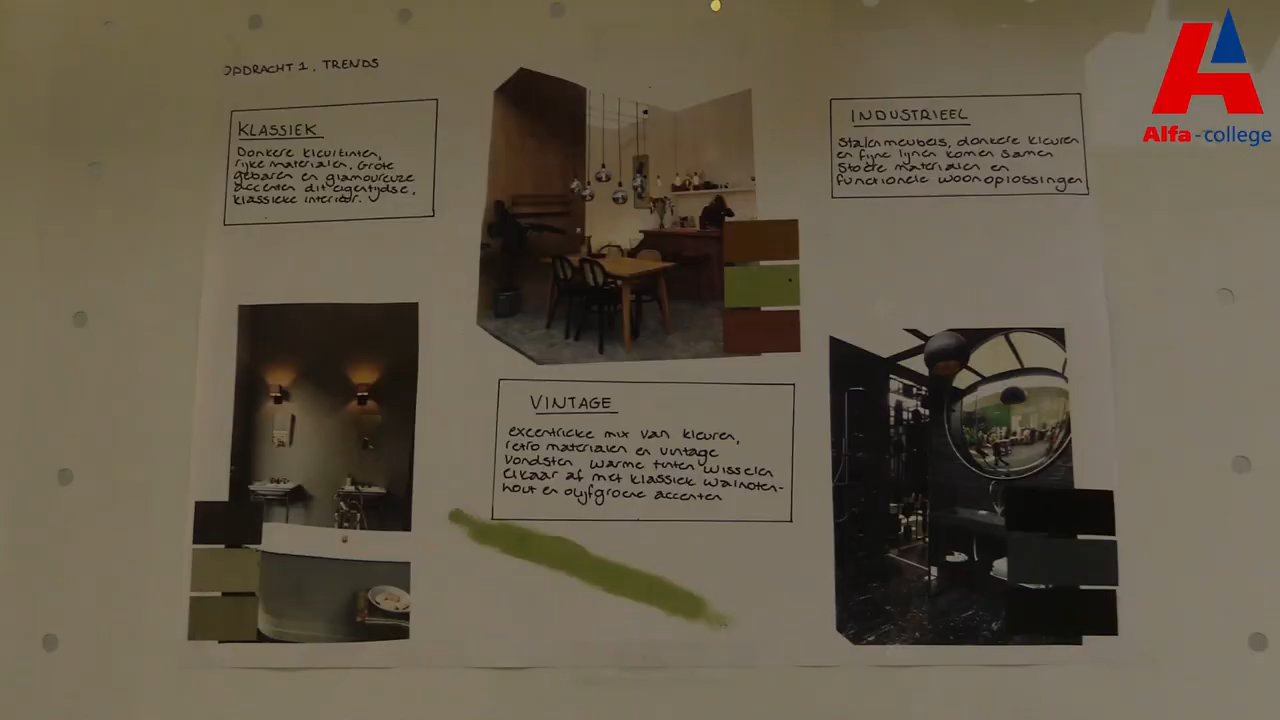 OPDRACHT 1. TRENDS
KLASSIEK
Donkere kleurtinten,
rijke materialen. Grote
gebaren en glamoureuze
accenten dit eigentijdse,
klassieke interieur.
VINTAGE
excentrieke mix van kleuren,
retro materialen en vintage
vondsten. Warme tinten wisselen
elkaar af met klassiek walnoten-
hout en olijfgroene accenten
INDUSTRIEEL
Stalen meubels, donkere kleuren
en fijne lijnen komen samen
Stoere materialen en
functionele woonoplossingen
Alfa-college